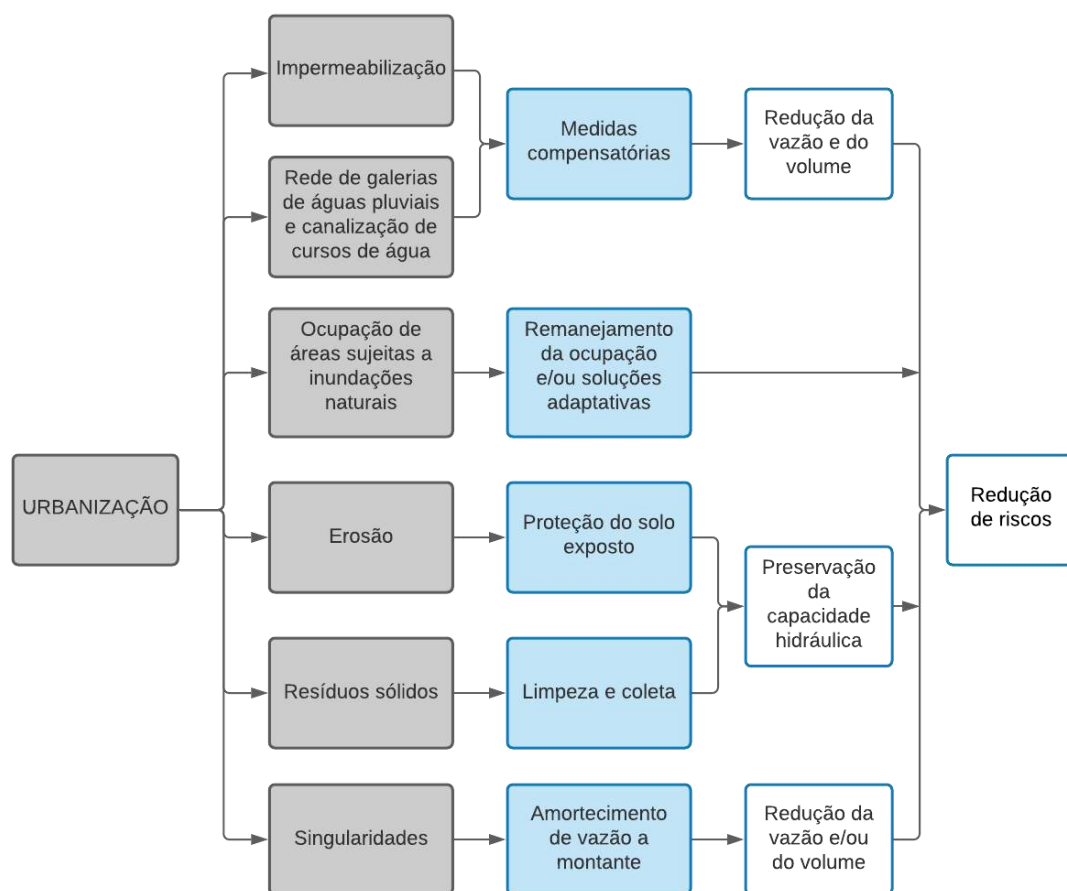 Impermeabilização
Rede de galerias
de águas pluviais
e canalização de
cursos de água
Medidas
compensatórias
Redução da
vazão e do
volume
Ocupação de
áreas sujeitas a
inundações
naturais
Remanejamento
da ocupação
e/ou soluções
adaptativas
URBANIZAÇÃO
Erosão
Proteção do solo
exposto
Preservação
da
capacidade
hidráulica
Redução
de riscos
Resíduos sólidos
Limpeza e coleta
Singularidades
Amortecimento
de vazão a
montante
Redução da
vazão e/ou
do volume